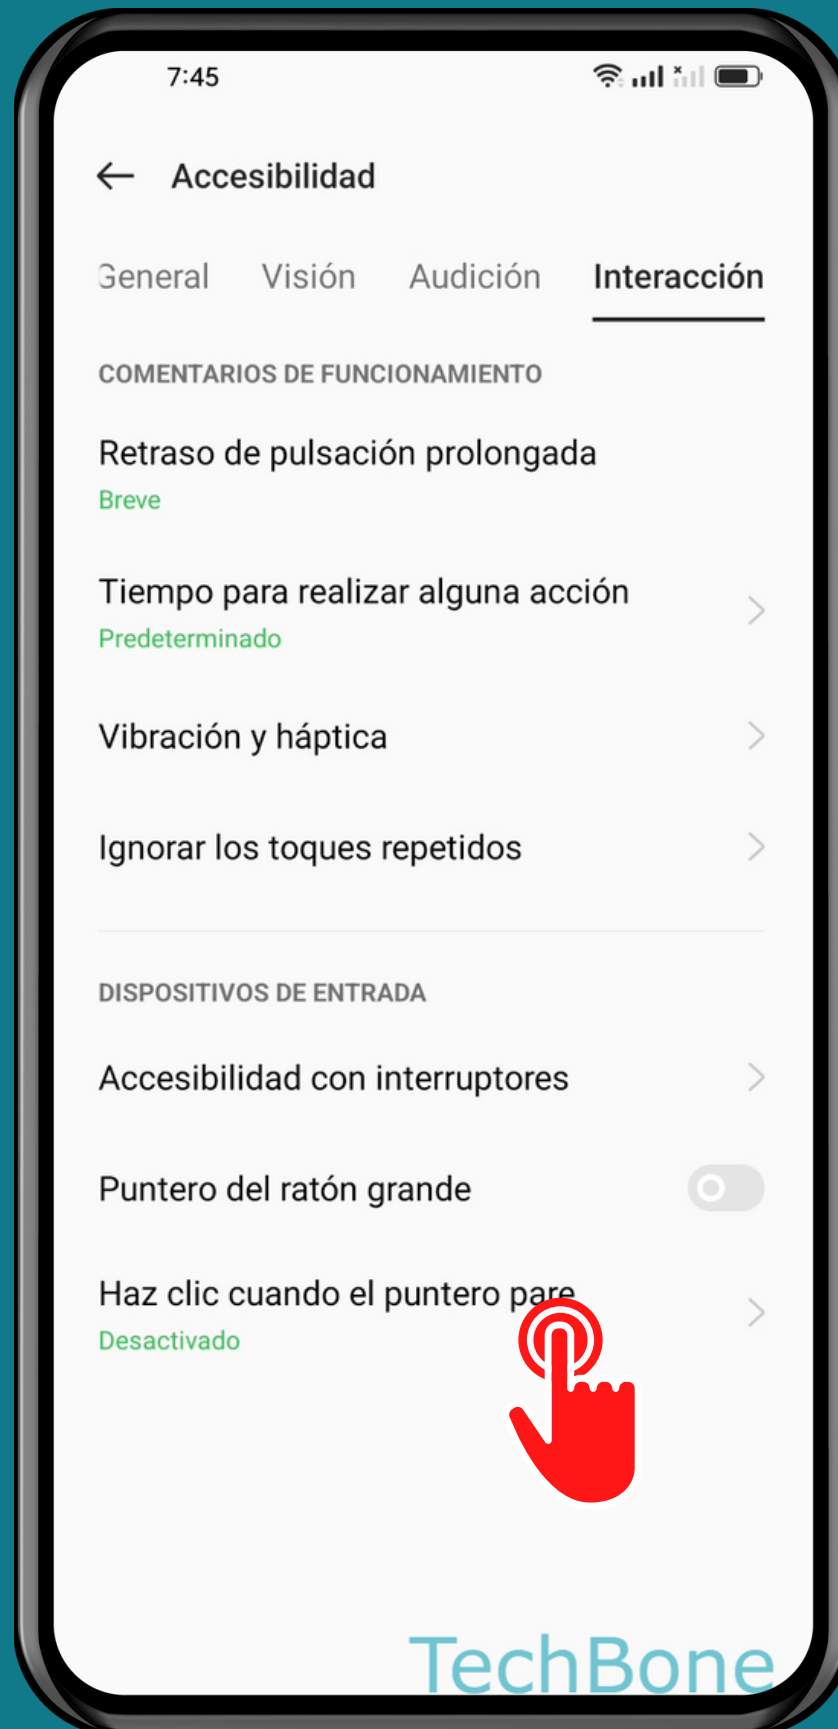 7:45
Accesibilidad
General Visión Audición Interacción
COMENTARIOS DE FUNCIONAMIENTO
Retraso de pulsación prolongada
Breve
Tiempo para realizar alguna acción
Predeterminado
Vibración y háptica
Ignorar los toques repetidos
DISPOSITIVOS DE ENTRADA
Accesibilidad con interruptores
Puntero del ratón grande
Haz clic cuando el puntero pare
Desactivado
TechBone